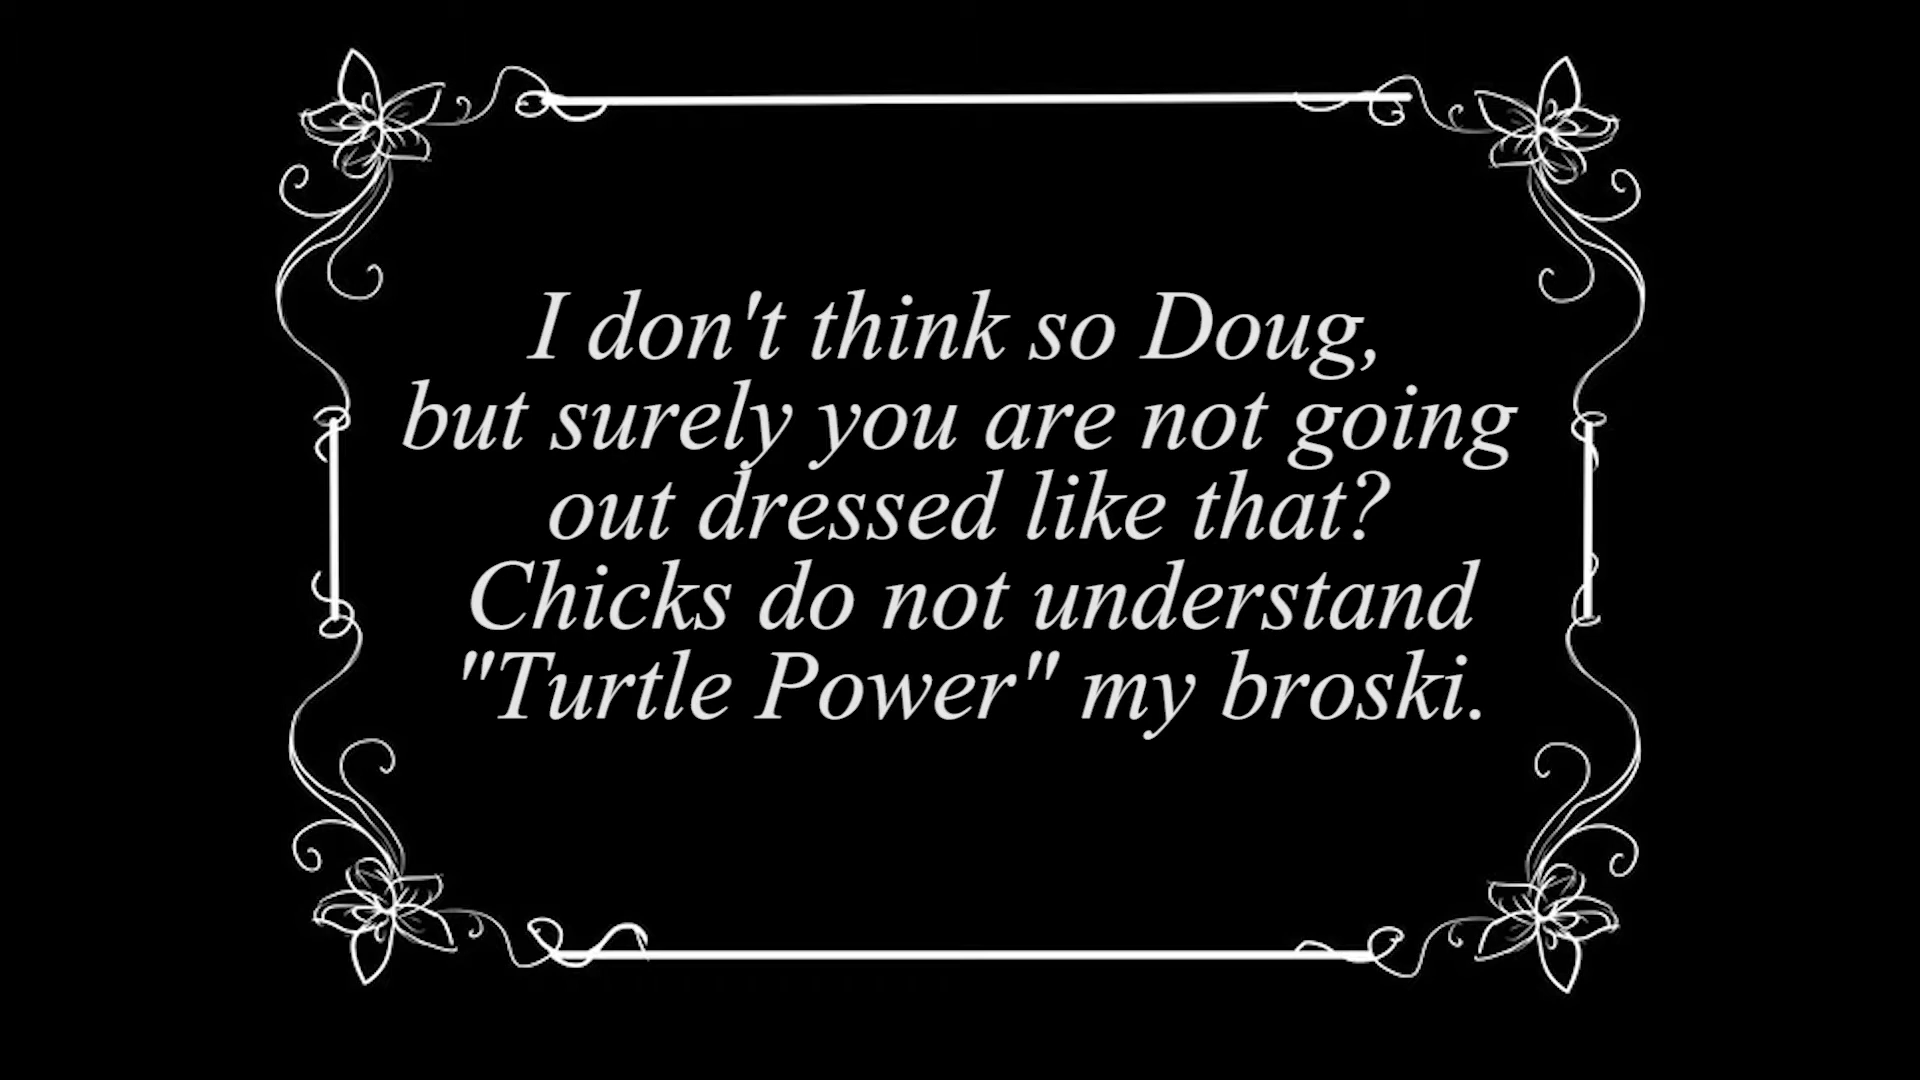 I don't think so Doug,
but surely you are not going
out dressed like that?
Chicks do not understand
"Turtle Power" my broski.